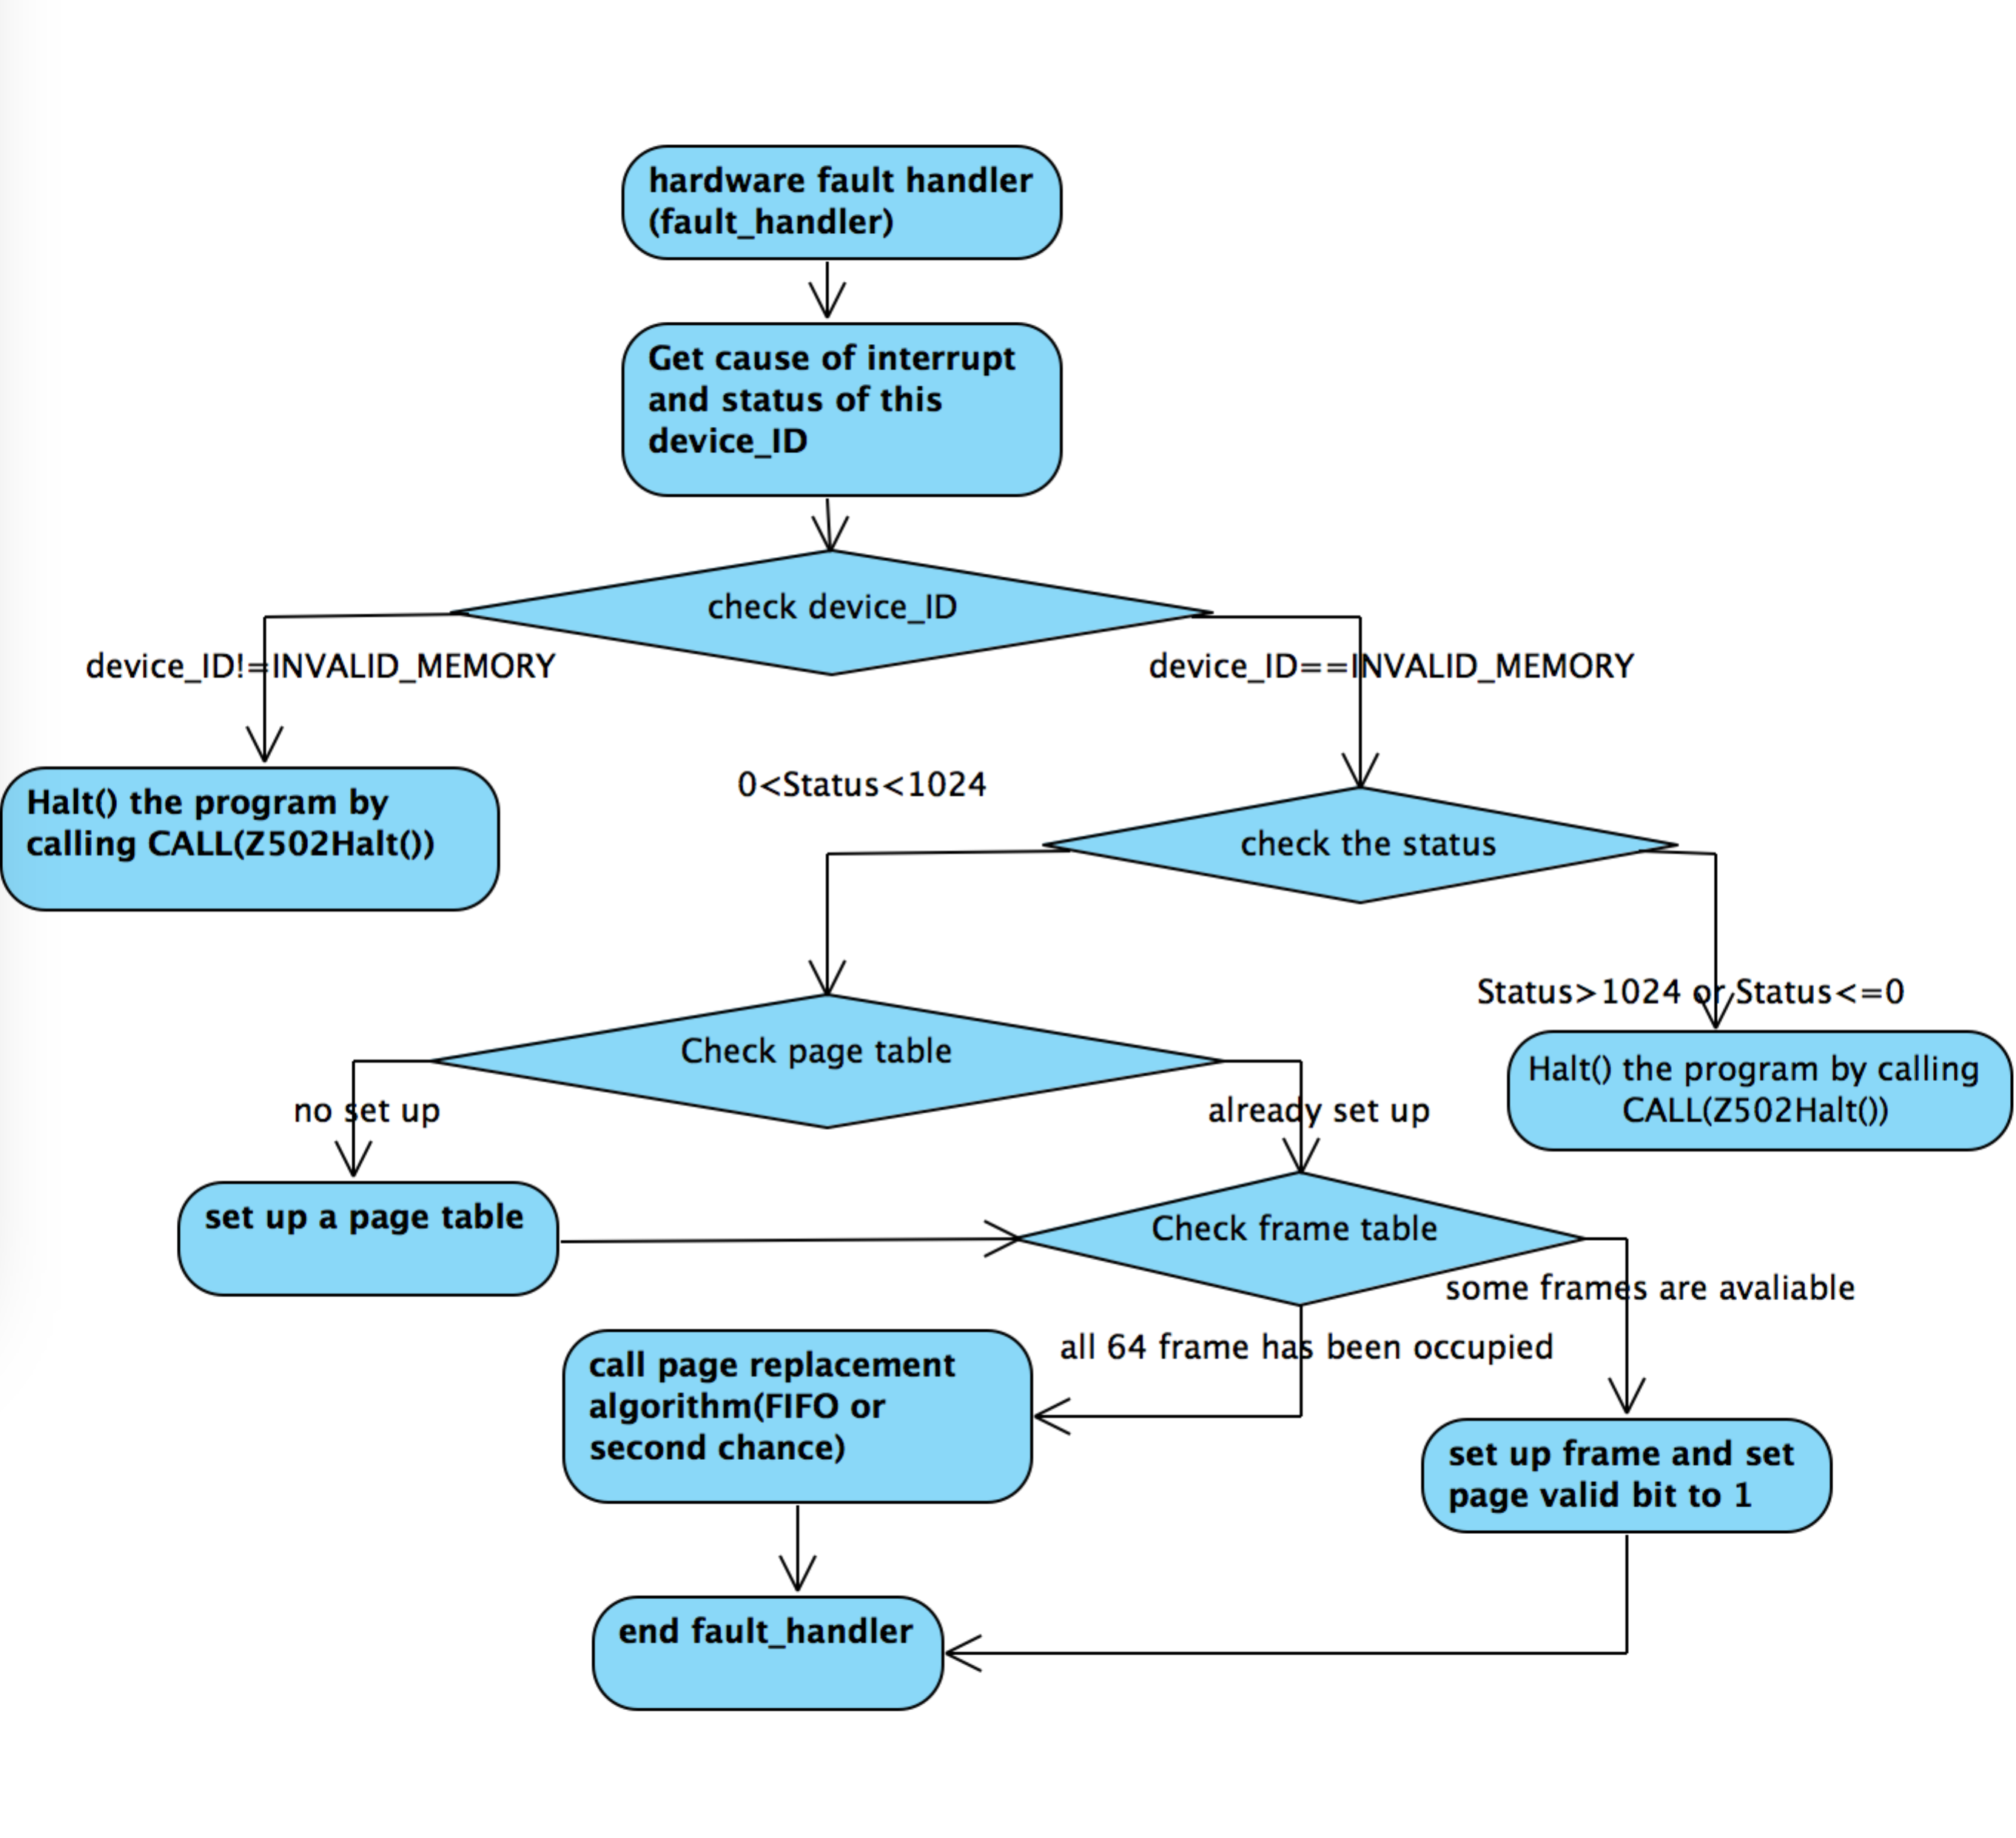 hardware fault handler
(fault_handler)
Get cause of interrupt
and status of this
device_ID
check device_ID
device_ID!=INVALID_MEMORY
device_ID==INVALID_MEMORY
Halt() the program by
calling CALL(Z502Halt())
0<Status<1024
check the status
Status>1024 or Status<=0
Halt() the program by calling
CALL(Z502Halt())
Check page table
no set up
already set up
set up a page table
Check frame table
some frames are avaliable
all 64 frame has been occupied
call page replacement
algorithm(FIFO or
second chance)
set up frame and set
page valid bit to 1
end fault_handler